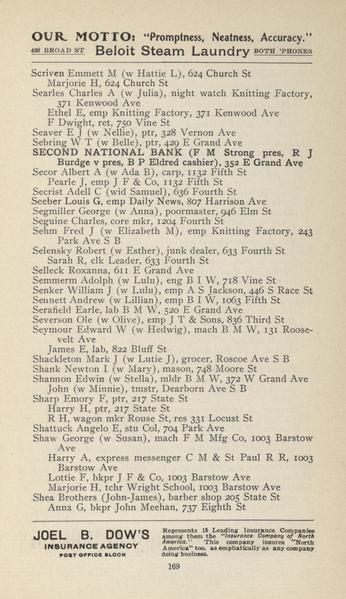 OUR MOTTO: "Promptness, Neatness, Accuracy."
428 BROAD ST Beloit Steam Laundry BOTH 'PHONES
Scriven Emmett M (w Hattie L), 624 Church St
Marjorie H, 624 Church St
Searles Charles A (w Julia), night watch Knitting Factory,
371 Kenwood Ave
Ethel E, emp Knitting Factory, 371 Kenwood Ave
F Dwight, ret, 750 Vine St
Seaver E J (w Nellie), ptr, 328 Vernon Ave
Sebring W T (w Belle), ptr, 429 E Grand Ave
SECOND NATIONAL BANK (F M Strong pres, R J
Burdge v pres, B P Eldred cashier), 352 E Grand Ave
Secor Albert A (w Ada B), carp, 1132 Fifth St
Pearle J, emp J F & Co, 1132 Fifth St
Secrist Adell C (wid Samuel), 636 Fourth St
Seeber Louis G, emp Daily News, 807 Harrison Ave
Segmiller George (w Anna), poormaster, 946 Elm St
Seguine Charles, core mkr, 1204 Fourth St
Sehm Fred J (w Elizabeth M), emp Knitting Factory, 243
Park Ave S B
Selensky Robert (w Esther), junk dealer, 633 Fourth St
Sarah R, clk Leader, 633 Fourth St
Selleck Roxanna, 611 E Grand Ave
Semmerm Adolph (w Lulu), eng B I W, 718 Vine St
Senker William J (w Lulu), emp A S Jackson, 446 S Race St
Sennett Andrew (w Lillian), emp B I W, 1063 Fifth St
Serafield Earle, lab B M W, 520 E Grand Ave
Severson Ole (w Olive), emp J T & Sons, 836 Third St
Seymour Edward W (w Hedwig), mach B M W, 131 Roose-
velt Ave
James E, lab, 822 Bluff St
Shackleton Mark J (w Lutie J), grocer, Roscoe Ave S B
Shank Newton I (w Mary), mason, 748 Moore St
Shannon Edwin (w Stella), mldr B M W, 372 W Grand Ave
John (w Minnie), tmstr, Dearborn Ave S B
Sharp Emory F, ptr, 217 State St
Harry H, ptr, 217 State St
R H, wagon mkr Rouse St, res 331 Locust St
Shattuck Angelo E, stu Col, 704 Park Ave
Shaw George (w Susan), mach F M Mfg Co, 1003 Barstow
Ave
Harry A, express messenger C M & St Paul R R, 1003
Barstow Ave
Lottie F, bkpr J F & Co, 1003 Barstow Ave
Marjorie H, tchr Wright School, 1003 Barstow Ave
Shea Brothers (John-James), barber shop 205 State St
Anna G, bkpr John Meehan, 737 Eighth St
JOEL B. DOW'S
INSURANCE AGENCY
POST OFFICE BLOCK
Represents 15 Leading Insurance Companies
among them the "Insurance Company of North
America." This company insures "North
America" too, as emphatically as any company
doing business.
169